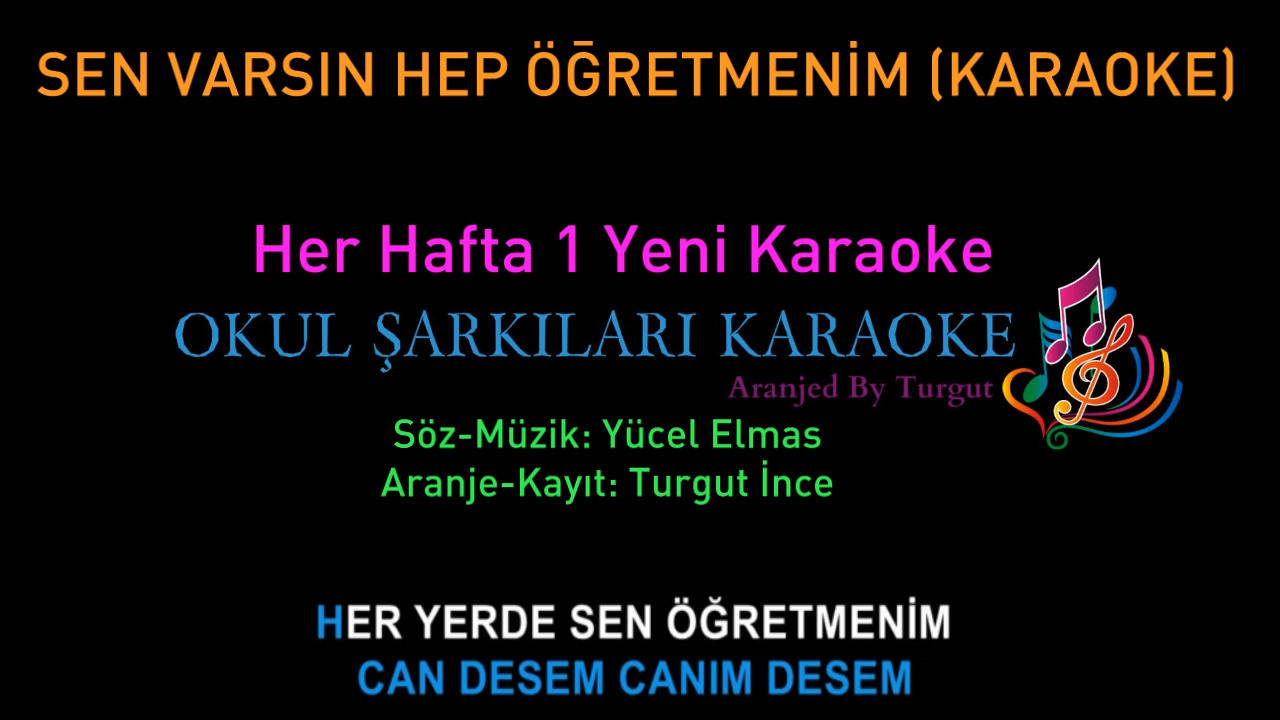 SEN VARSIN HEP ÖĞRETMENİM (KARAOKE)
Her Hafta 1 Yeni Karaoke
OKUL ŞARKILARI KARAOKE
Aranjed By Turgut
Söz-Müzik: Yücel Elmas
Aranje-Kayıt: Turgut İnce
HER YERDE SEN ÖĞRETMENİM
CAN DESEM CANIM DESEM